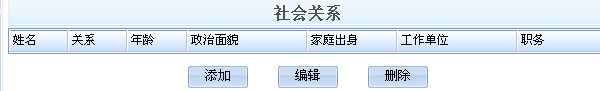 社会关系
姓名 关系 年龄 政治面貌 家庭出身 工作单位 职务
添加 编辑 删除